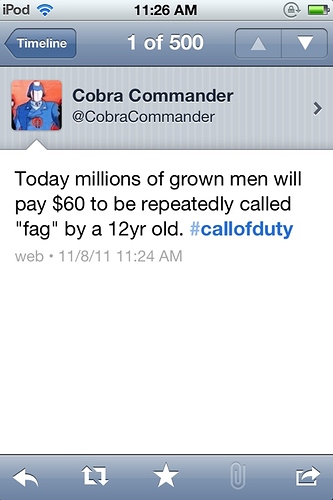 iPod 11:26 AM
Timeline 1 of 500
Cobra Commander
@CobraCommander
Today millions of grown men will
pay $60 to be repeatedly called
"fag" by a 12yr old. #callofduty
web • 11/8/11 11:24 AM